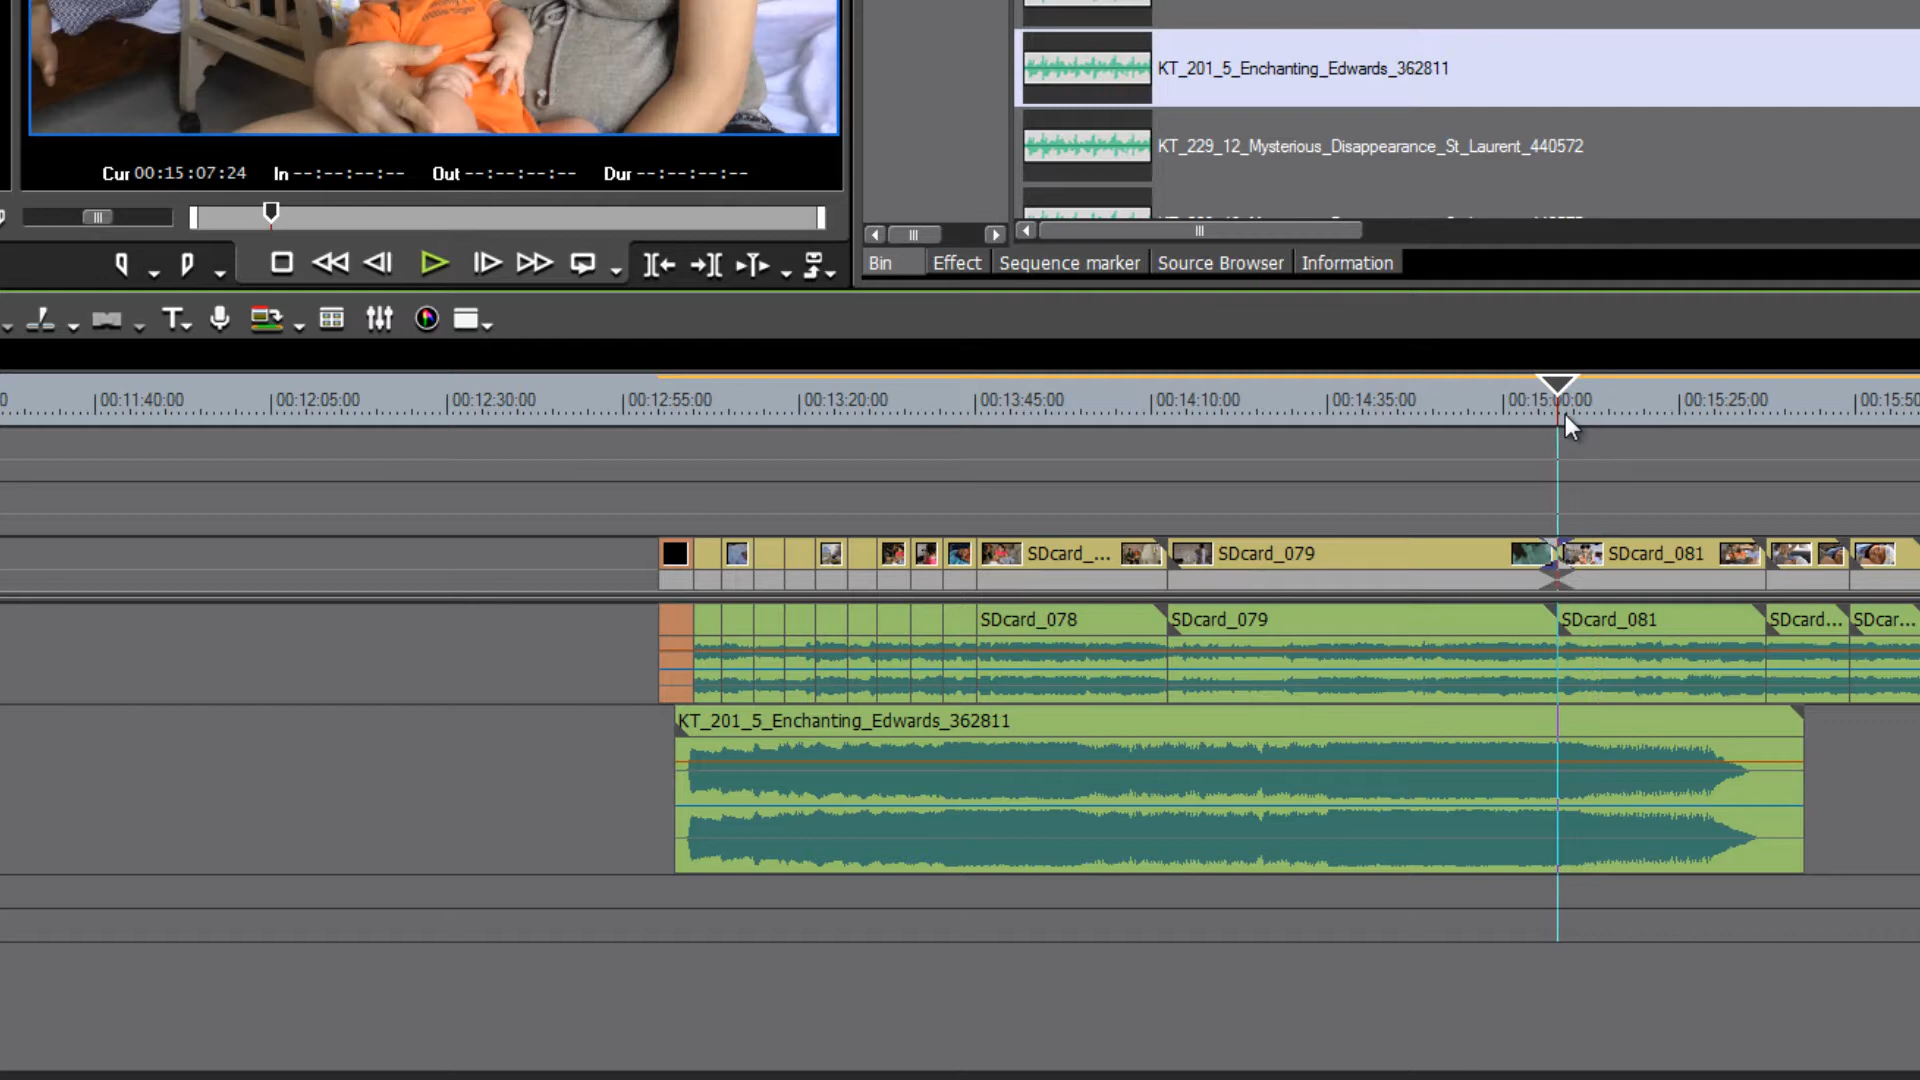 KT_201_5_Enchanting_Edwards_362811
KT_229_12_Mysterious_Disappearance_St_Laurent_440572
Cur 00:15:07:24 In --:--:--:-- Out --:--:--:-- Dur --:--:--:--
Bin Effect Sequence marker Source Browser Information
0 00:11:40:00 00:12:05:00 00:12:30:00 00:12:55:00 00:13:20:00 00:13:45:00 00:14:10:00 00:14:35:00 00:15:00:00 00:15:25:00 00:15:50
SDcard_... SDcard_079 SDcard_081
SDcard_078 SDcard_079 SDcard_081 SDcard... SDcar...
KT_201_5_Enchanting_Edwards_362811